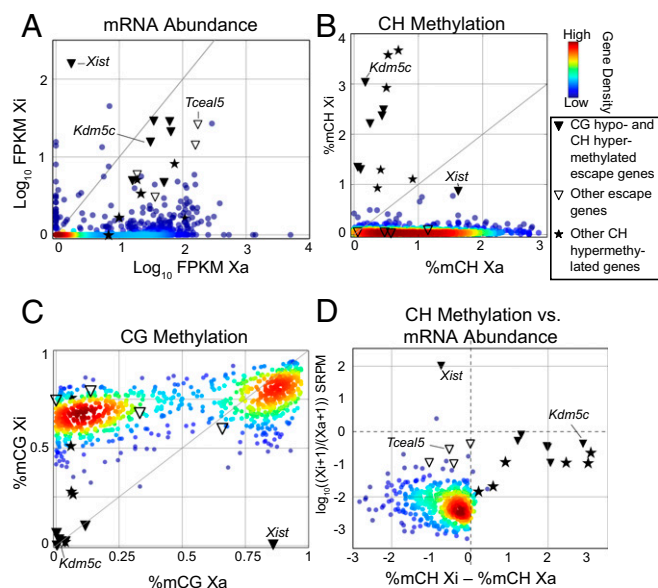 A
mRNA Abundance
2
1
0
0 1 2 3 4
Log10 FPKM Xi
Log10 FPKM Xa
Xist
Kdm5c
Tceal5
B
CH Methylation
4
3
2
1
0
0 1 2 3
%mCH Xi
%mCH Xa
Kdm5c
Xist
High
Low
Gene Density
CG hypo- and
CH hyper-
methylated
escape genes
Other escape
genes
Other CH
hypermethy-
lated genes
C
CG Methylation
1
0.5
0
0 0.25 0.5 0.75 1
%mCG Xi
%mCG Xa
Kdm5c
Xist
D
CH Methylation vs.
mRNA Abundance
2
1
0
-1
-2
-3
-3 -2 -1 0 1 2 3
log10((Xi+1)/(Xa+1)) SRPM
%mCH Xi – %mCH Xa
Xist
Tceal5
Kdm5c